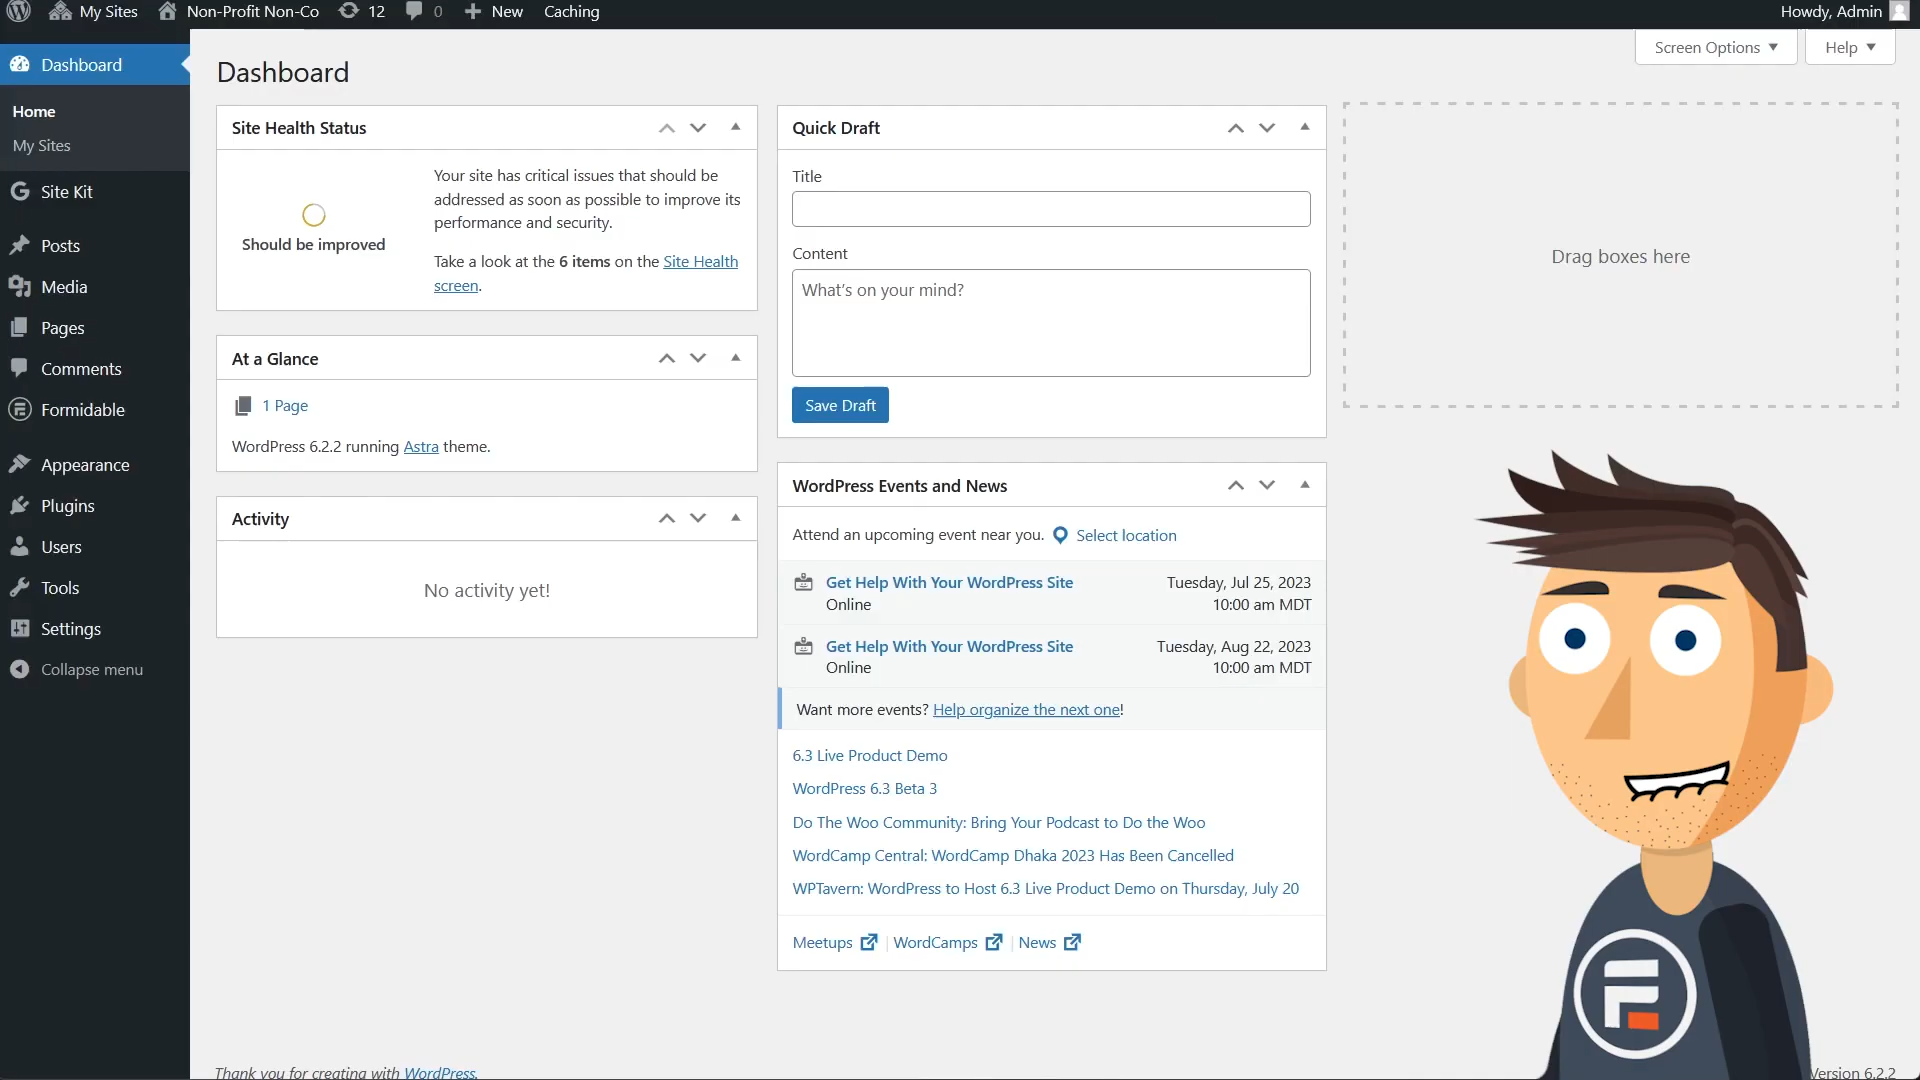 My Sites
Non-Profit Non-Co
12
0
New
Caching
Howdy, Admin
Screen Options
Help
Dashboard
Home
My Sites
Site Kit
Posts
Media
Pages
Comments
Formidable
Appearance
Plugins
Users
Tools
Settings
Collapse menu
Dashboard
Site Health Status
Should be improved
Your site has critical issues that should be
addressed as soon as possible to improve its
performance and security.
Take a look at the 6 items on the Site Health
screen.
At a Glance
1 Page
WordPress 6.2.2 running Astra theme.
Activity
No activity yet!
Quick Draft
Title
Content
What's on your mind?
Save Draft
WordPress Events and News
Attend an upcoming event near you. Select location
Get Help With Your WordPress Site
Online
Tuesday, Jul 25, 2023
10:00 am MDT
Get Help With Your WordPress Site
Online
Tuesday, Aug 22, 2023
10:00 am MDT
Want more events? Help organize the next one!
6.3 Live Product Demo
WordPress 6.3 Beta 3
Do The Woo Community: Bring Your Podcast to Do the Woo
WordCamp Central: WordCamp Dhaka 2023 Has Been Cancelled
WPTavern: WordPress to Host 6.3 Live Product Demo on Thursday, July 20
Meetups | WordCamps | News
Drag boxes here
Thank you for creating with WordPress.
Version 6.2.2